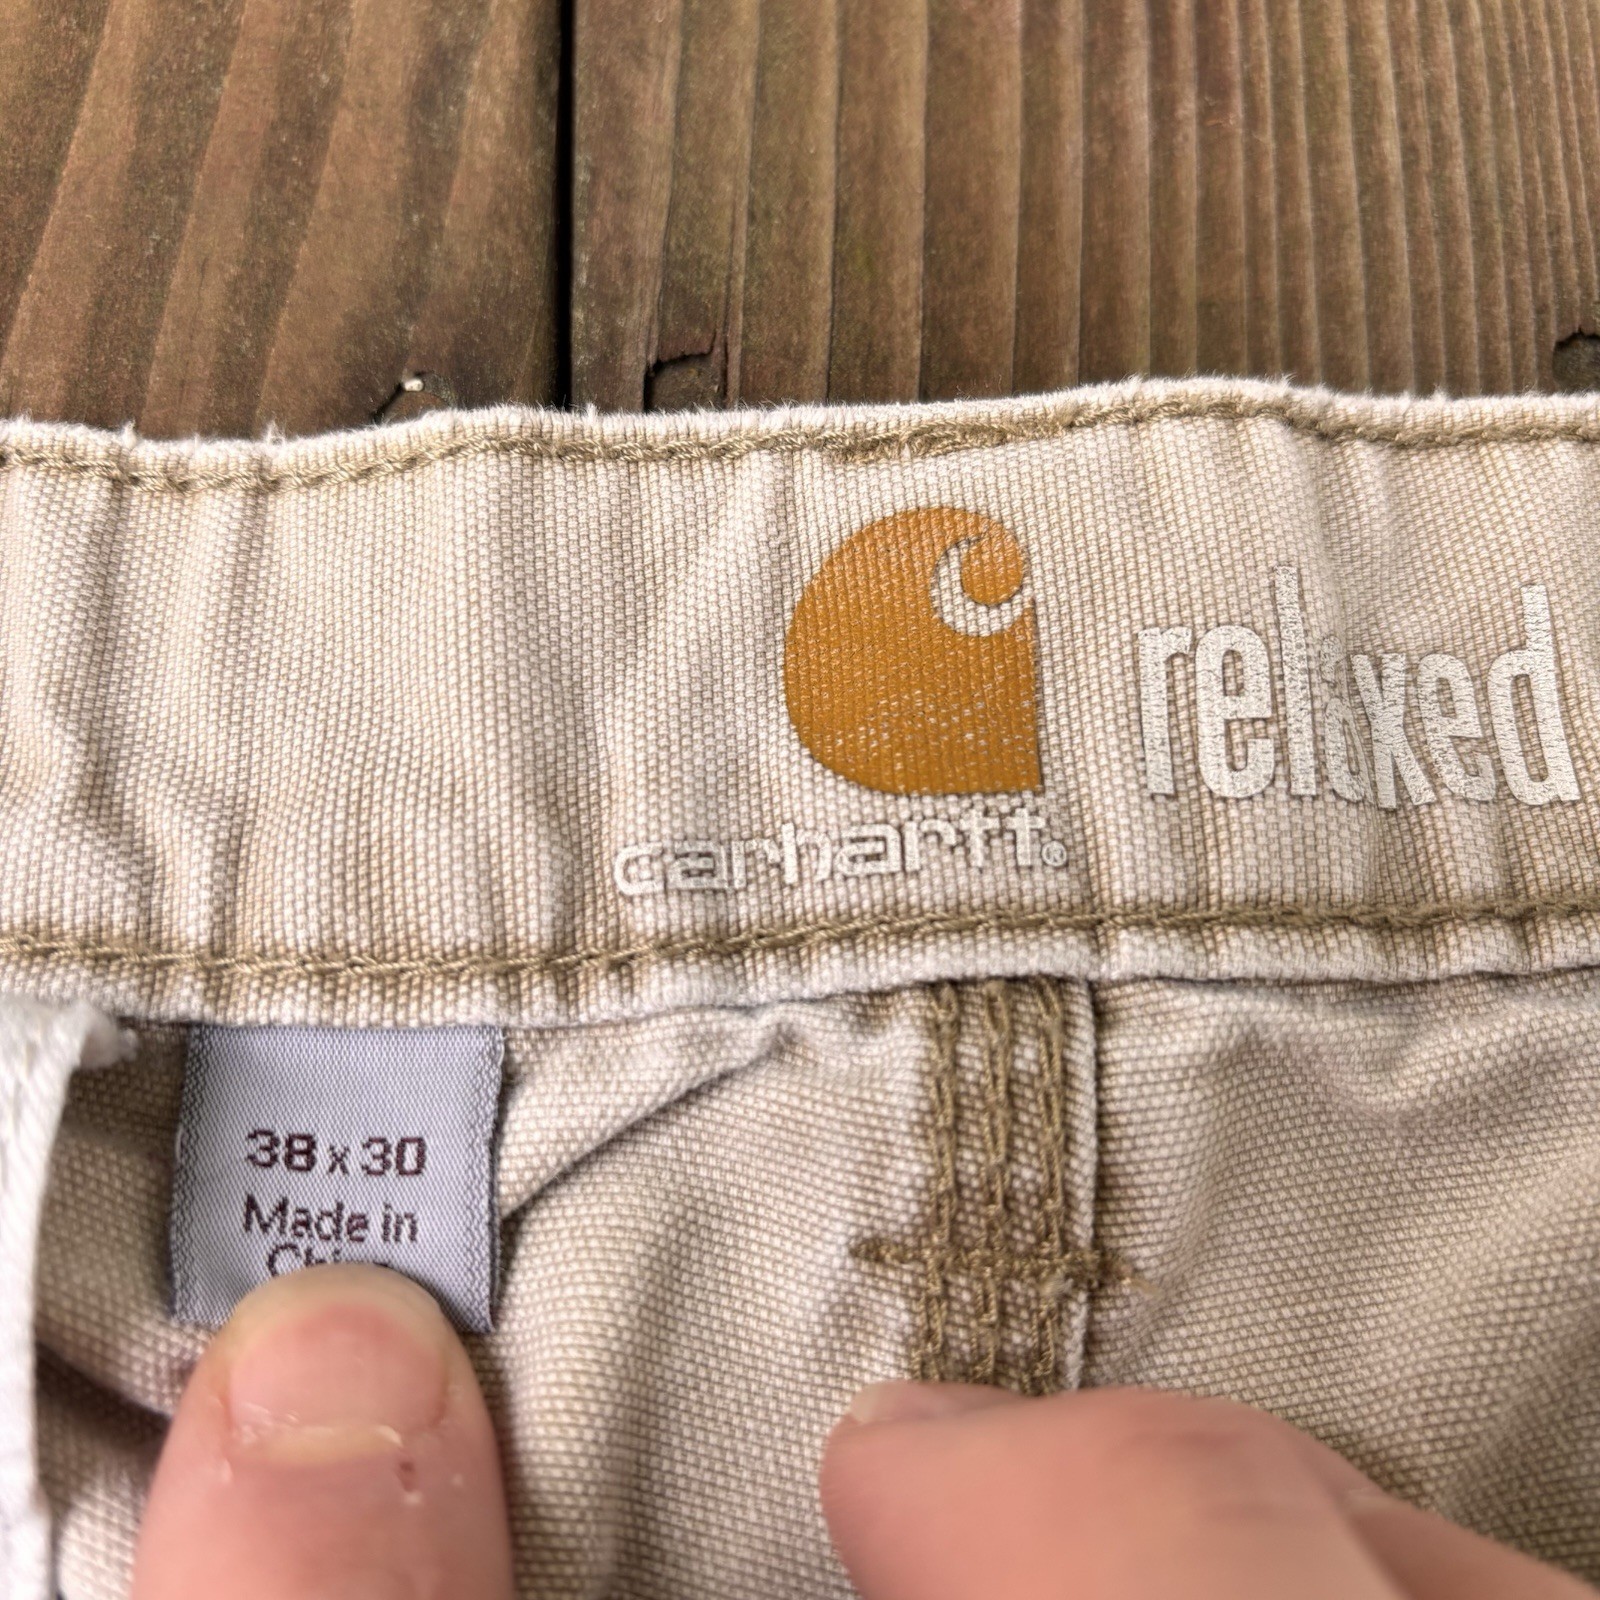 relaxed
carhartt®
38 x 30
Made in